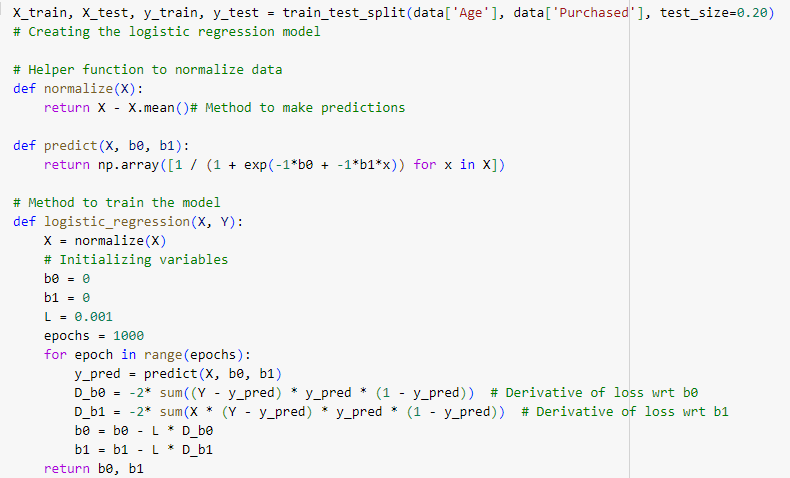 X_train, X_test, y_train, y_test = train_test_split(data['Age'], data['Purchased'], test_size=0.20)
# Creating the logistic regression model

# Helper function to normalize data
def normalize(X):
    return X - X.mean()# Method to make predictions

def predict(X, b0, b1):
    return np.array([1 / (1 + exp(-1*b0 + -1*b1*x)) for x in X])

# Method to train the model
def logistic_regression(X, Y):
    X = normalize(X)
    # Initializing variables
    b0 = 0
    b1 = 0
    L = 0.001
    epochs = 1000
    for epoch in range(epochs):
        y_pred = predict(X, b0, b1)
        D_b0 = -2* sum((Y - y_pred) * y_pred * (1 - y_pred))  # Derivative of loss wrt b0
        D_b1 = -2* sum(X * (Y - y_pred) * y_pred * (1 - y_pred))  # Derivative of loss wrt b1
        b0 = b0 - L * D_b0
        b1 = b1 - L * D_b1
    return b0, b1